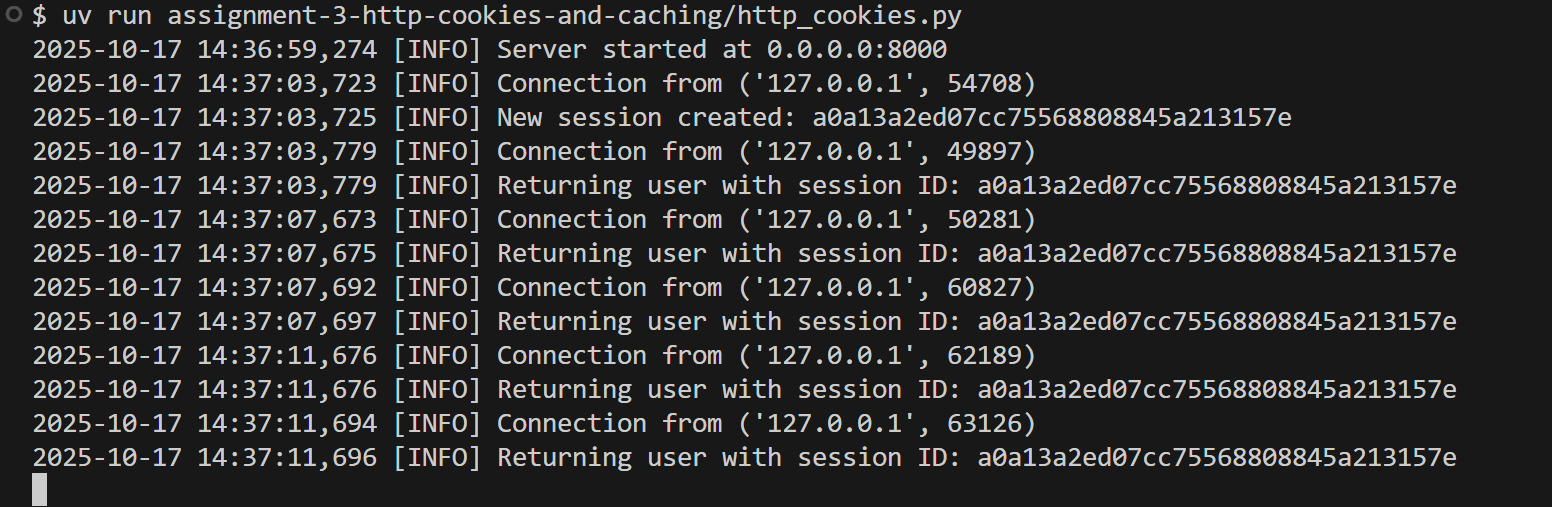 $ uv run assignment-3-http-cookies-and-caching/http_cookies.py
2025-10-17 14:36:59,274 [INFO] Server started at 0.0.0.0:8000
2025-10-17 14:37:03,723 [INFO] Connection from ('127.0.0.1', 54708)
2025-10-17 14:37:03,725 [INFO] New session created: a0a13a2ed07cc75568808845a213157e
2025-10-17 14:37:03,779 [INFO] Connection from ('127.0.0.1', 49897)
2025-10-17 14:37:03,779 [INFO] Returning user with session ID: a0a13a2ed07cc75568808845a213157e
2025-10-17 14:37:07,673 [INFO] Connection from ('127.0.0.1', 50281)
2025-10-17 14:37:07,675 [INFO] Returning user with session ID: a0a13a2ed07cc75568808845a213157e
2025-10-17 14:37:07,692 [INFO] Connection from ('127.0.0.1', 60827)
2025-10-17 14:37:07,697 [INFO] Returning user with session ID: a0a13a2ed07cc75568808845a213157e
2025-10-17 14:37:11,676 [INFO] Connection from ('127.0.0.1', 62189)
2025-10-17 14:37:11,676 [INFO] Returning user with session ID: a0a13a2ed07cc75568808845a213157e
2025-10-17 14:37:11,694 [INFO] Connection from ('127.0.0.1', 63126)
2025-10-17 14:37:11,696 [INFO] Returning user with session ID: a0a13a2ed07cc75568808845a213157e